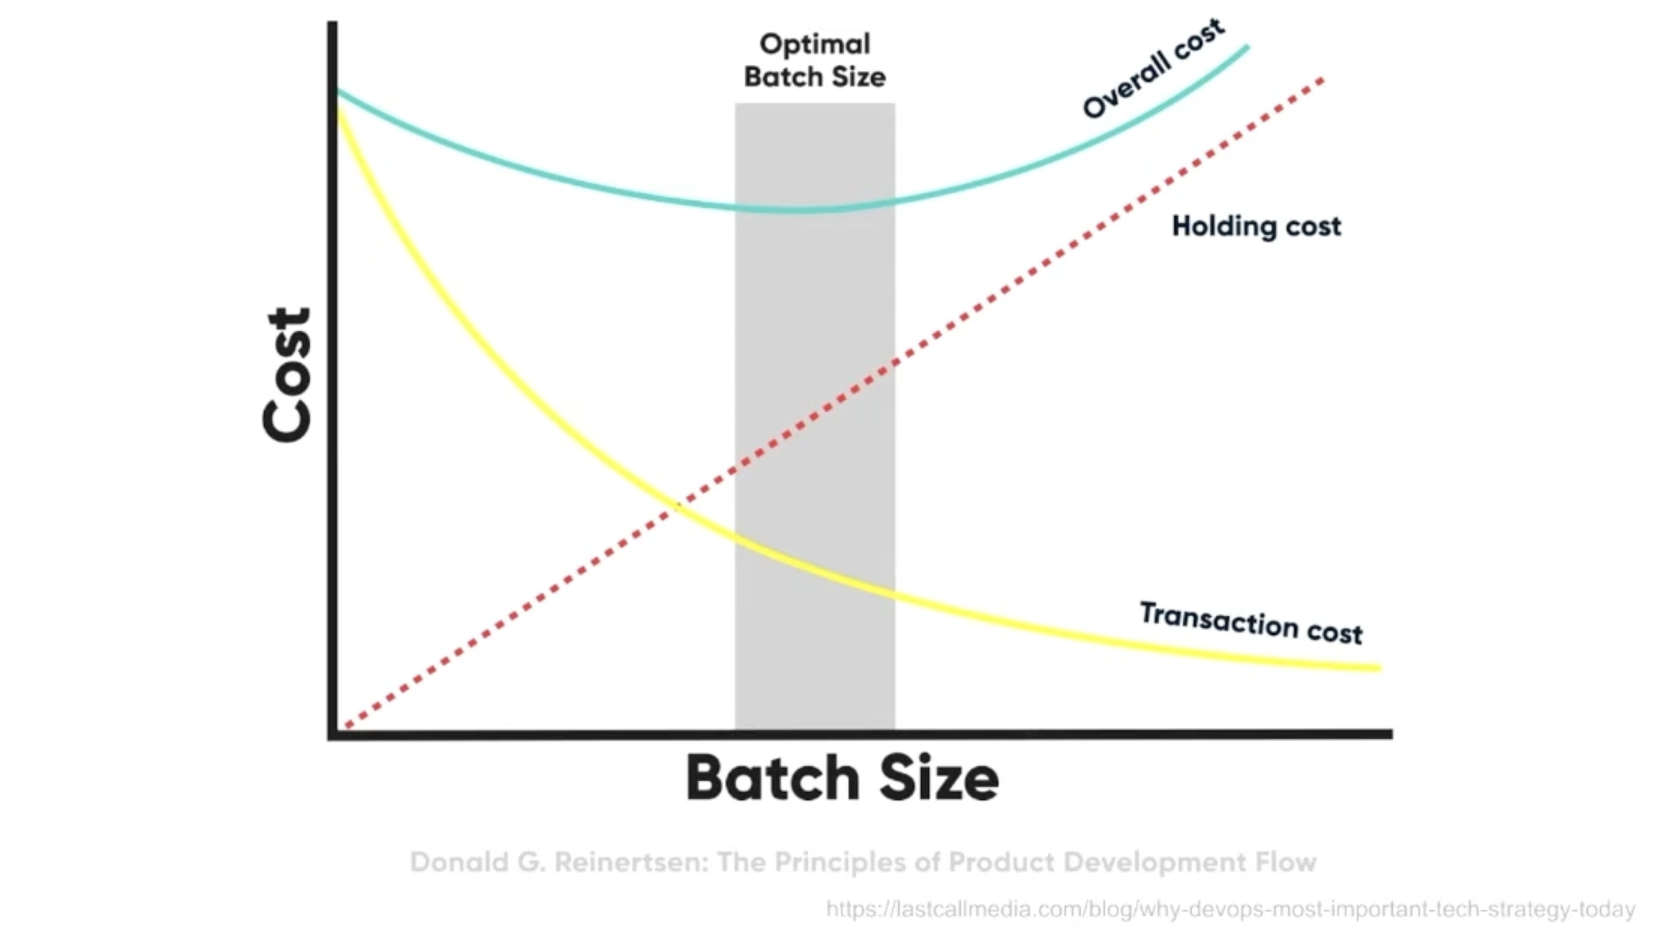 Optimal
Batch Size
Overall cost
Holding cost
Cost
Transaction cost
Batch Size
Donald G. Reinertsen: The Principles of Product Development Flow
https://lastcallmedia.com/blog/why-devops-most-important-tech-strategy-today